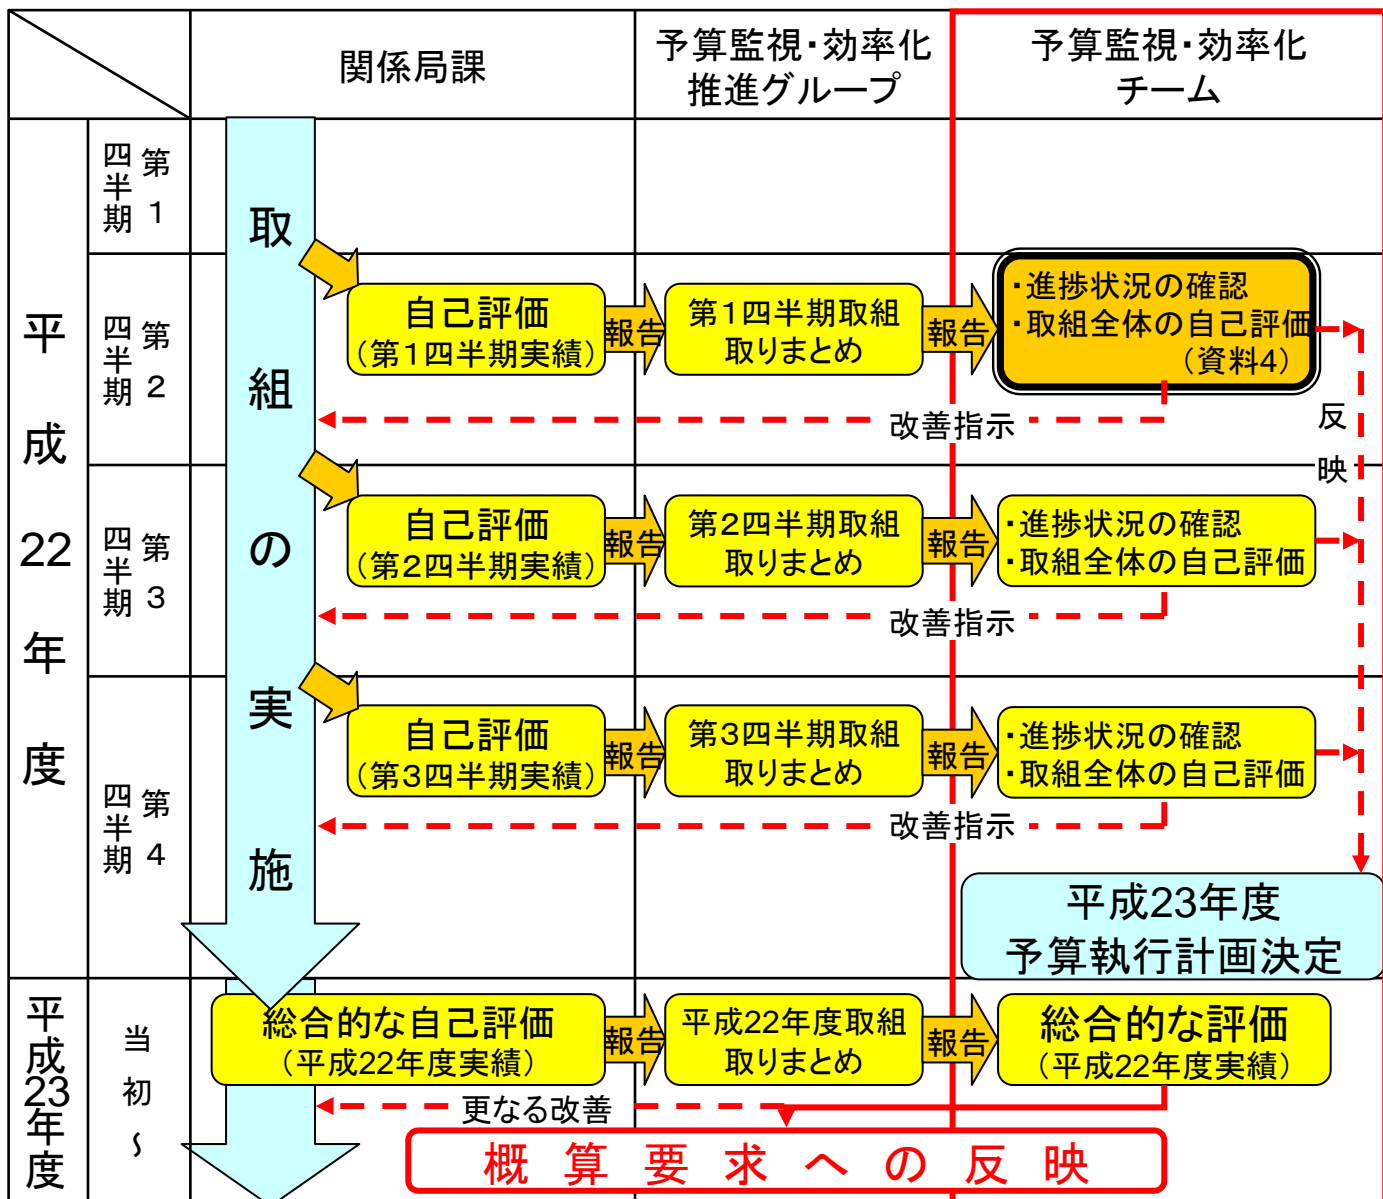 関係局課
予算監視・効率化
推進グループ
予算監視・効率化
チーム
平成22年度
第1
四半期
第2
四半期
第3
四半期
第4
四半期
取組の実施
自己評価
（第1四半期実績）
報告
第1四半期取組
取りまとめ
報告
・進捗状況の確認
・取組全体の自己評価
（資料4）
改善指示
反映
自己評価
（第2四半期実績）
報告
第2四半期取組
取りまとめ
報告
・進捗状況の確認
・取組全体の自己評価
改善指示
自己評価
（第3四半期実績）
報告
第3四半期取組
取りまとめ
報告
・進捗状況の確認
・取組全体の自己評価
改善指示
平成23年度
予算執行計画決定
平成23年度
当初～
総合的な自己評価
（平成22年度実績）
報告
平成22年度取組
取りまとめ
報告
総合的な評価
（平成22年度実績）
更なる改善
概算要求への反映